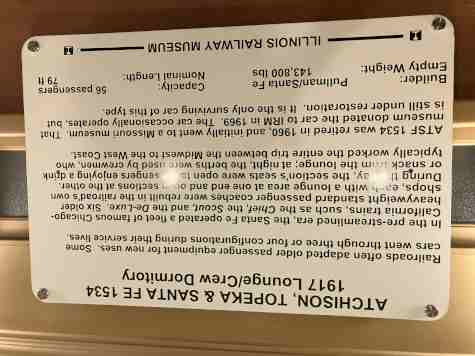 ATCHISON, TOPEKA & SANTA FE 1534
1917 Lounge/Crew Dormitory
Railroads often adapted older passenger equipment for new uses. Some
cars went through three or four configurations during their service lives.
In the pre-streamlined era, the Santa Fe operated a fleet of famous Chicago-
California trains, such as the Chief, the Scout, and the De-Luxe. Six older
heavyweight standard passenger coaches were rebuilt in the railroad's own
shops, each with a lounge area at one end and sections at the other.
During the day, the section's seats were open to passengers enjoying a drink
or snack from the lounge; at night, the berths were used by crewmen, who
typically worked the entire trip between the Midwest to the West Coast.
ATSF 1534 was retired in 1960, and initially went to a Missouri museum. That
museum donated the car to IRM in 1969. The car occasionally operates, but
is still under restoration. It is the only surviving car of this type.
Builder: Pullman/Santa Fe Capacity: 56 passengers
Empty Weight: 143,800 lbs Nominal Length: 79 ft
ILLINOIS RAILWAY MUSEUM